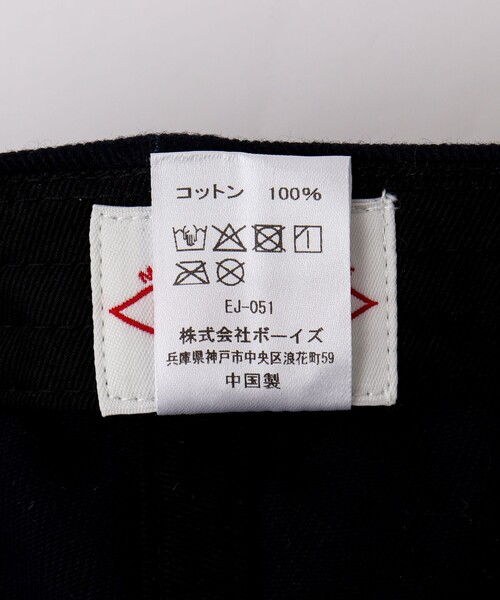 コットン 100%
EJ-051
株式会社ボーイズ
兵庫県神戸市中央区浪花町59
中国製